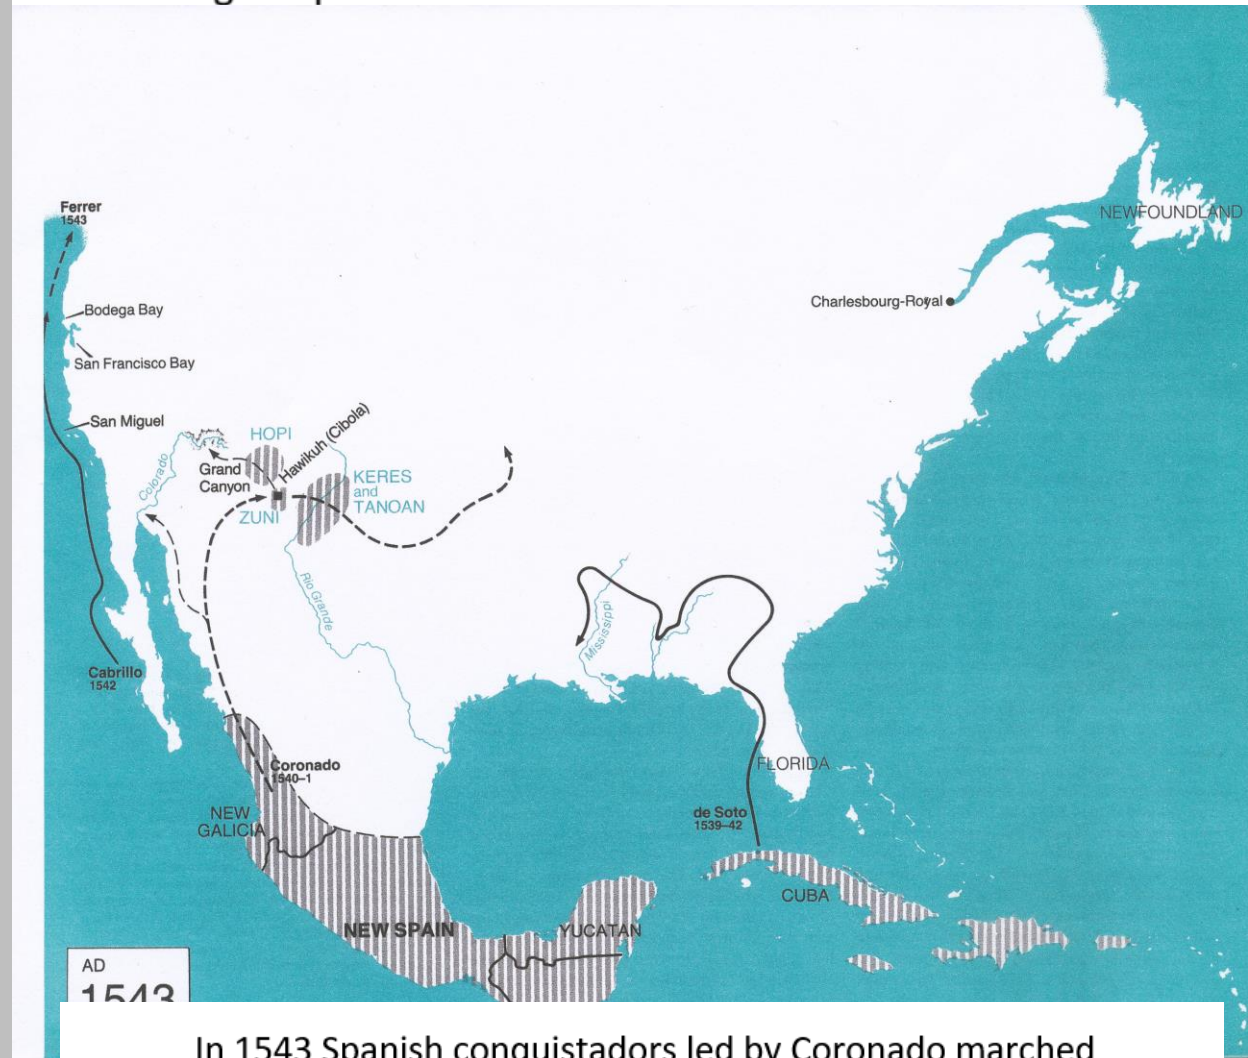 Ferrer
1543
NEWFOUNDLAND
Bodega Bay
Charlesbourg-Royal
San Francisco Bay
San Miguel
HOPI
Hawikuh (Cibola)
Colorado
Grand
Canyon
KERES
and
TANOAN
ZUNI
Rio Grande
Mississippi
Cabrillo
1542
Coronado
1540–1
FLORIDA
NEW
GALICIA
de Soto
1539–42
CUBA
NEW SPAIN
YUCATAN
AD
1543
In 1543 Spanish conquistadors led by Coronado marched